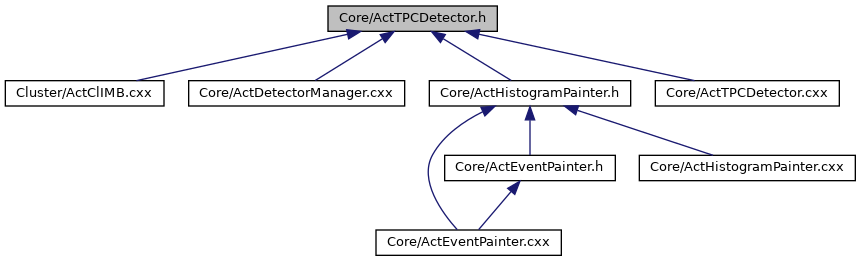 Core/ActTPCDetector.h
Cluster/ActClIMB.cxx
Core/ActDetectorManager.cxx
Core/ActHistogramPainter.h
Core/ActTPCDetector.cxx
Core/ActEventPainter.h
Core/ActHistogramPainter.cxx
Core/ActEventPainter.cxx